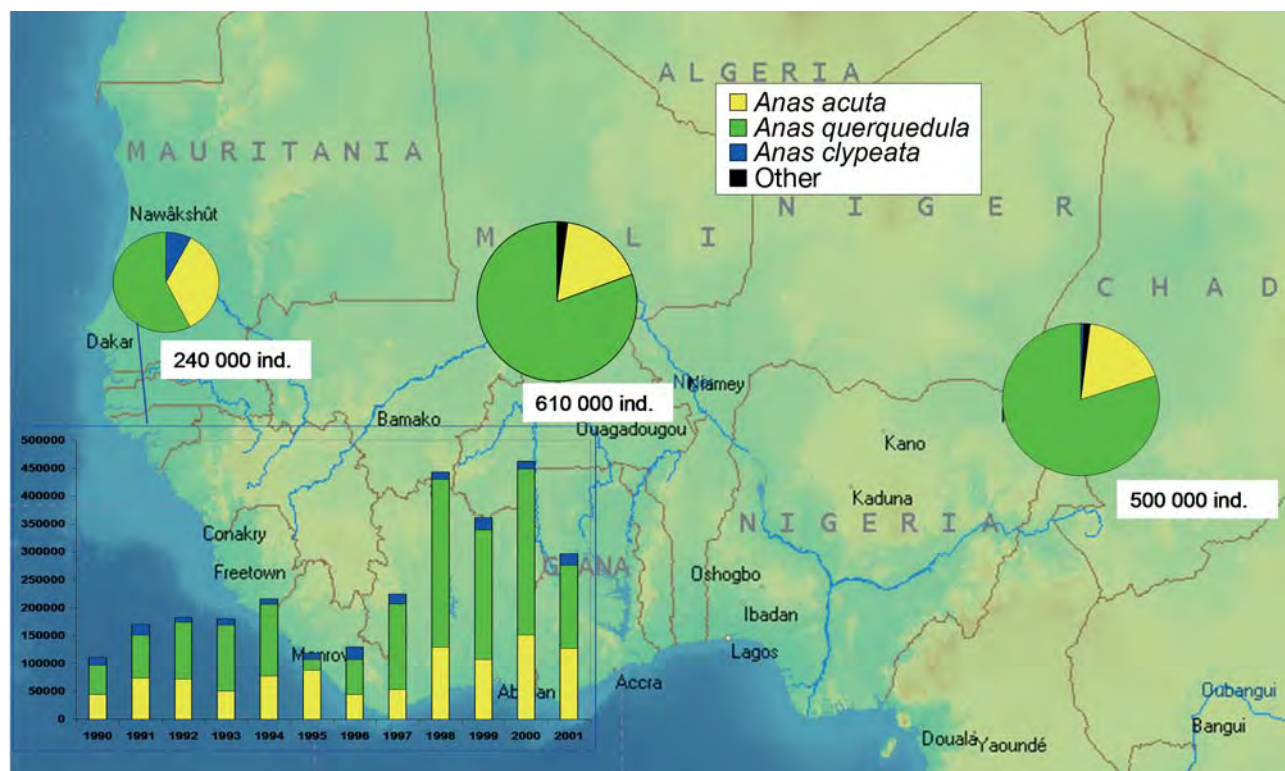 ALGERIA
Anas acuta
Anas querquedula
Anas clypeata
Other
MAURITANIA
NIGER
Nawâkshût
MALI
CHAD
Dakar
240 000 ind.
610 000 ind.
Niamey
Bamako
Ouagadougou
Kano
500 000 ind.
Kaduna
NIGERIA
Conakry
Freetown
GHANA
Oshogbo
Ibadan
Lagos
Accra
Oubangui
Bangui
Douala
Yaoundé
500000
450000
400000
350000
300000
250000
200000
150000
100000
50000
0
1990 1991 1992 1993 1994 1995 1996 1997 1998 1999 2000 2001